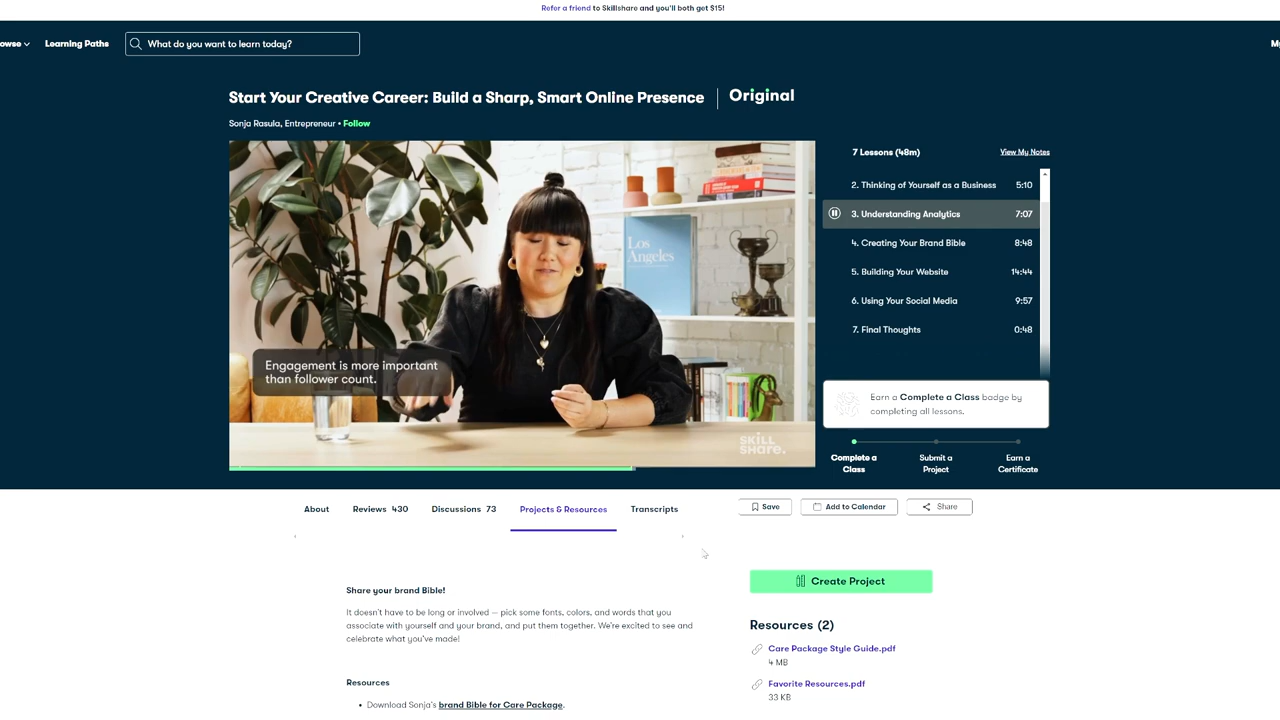 Refer a friend to Skillshare and you'll both get $15!
owse
Learning Paths
What do you want to learn today?
My
Start Your Creative Career: Build a Sharp, Smart Online Presence
Original
Sonja Rasula, Entrepreneur • Follow
Los Angeles
Engagement is more important
than follower count.
SKILL
SHARE.
7 Lessons (48m)
View My Notes
2. Thinking of Yourself as a Business 5:10
3. Understanding Analytics 7:07
4. Creating Your Brand Bible 8:48
5. Building Your Website 14:44
6. Using Your Social Media 9:57
7. Final Thoughts 0:48
Earn a Complete a Class badge by
completing all lessons.
Complete a
Class
Submit a
Project
Earn a
Certificate
About
Reviews 430
Discussions 73
Projects & Resources
Transcripts
Save
Add to Calendar
Share
Share your brand Bible!
It doesn't have to be long or involved — pick some fonts, colors, and words that you
associate with yourself and your brand, and put them together. We're excited to see and
celebrate what you've made!
Resources
• Download Sonja's brand Bible for Care Package.
Create Project
Resources (2)
Care Package Style Guide.pdf
4 MB
Favorite Resources.pdf
33 KB